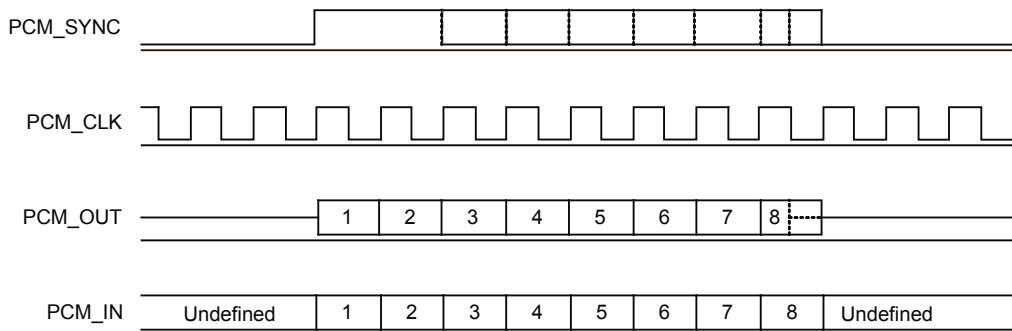 PCM_SYNC
PCM_CLK
PCM_OUT 1 2 3 4 5 6 7 8
PCM_IN Undefined 1 2 3 4 5 6 7 8 Undefined